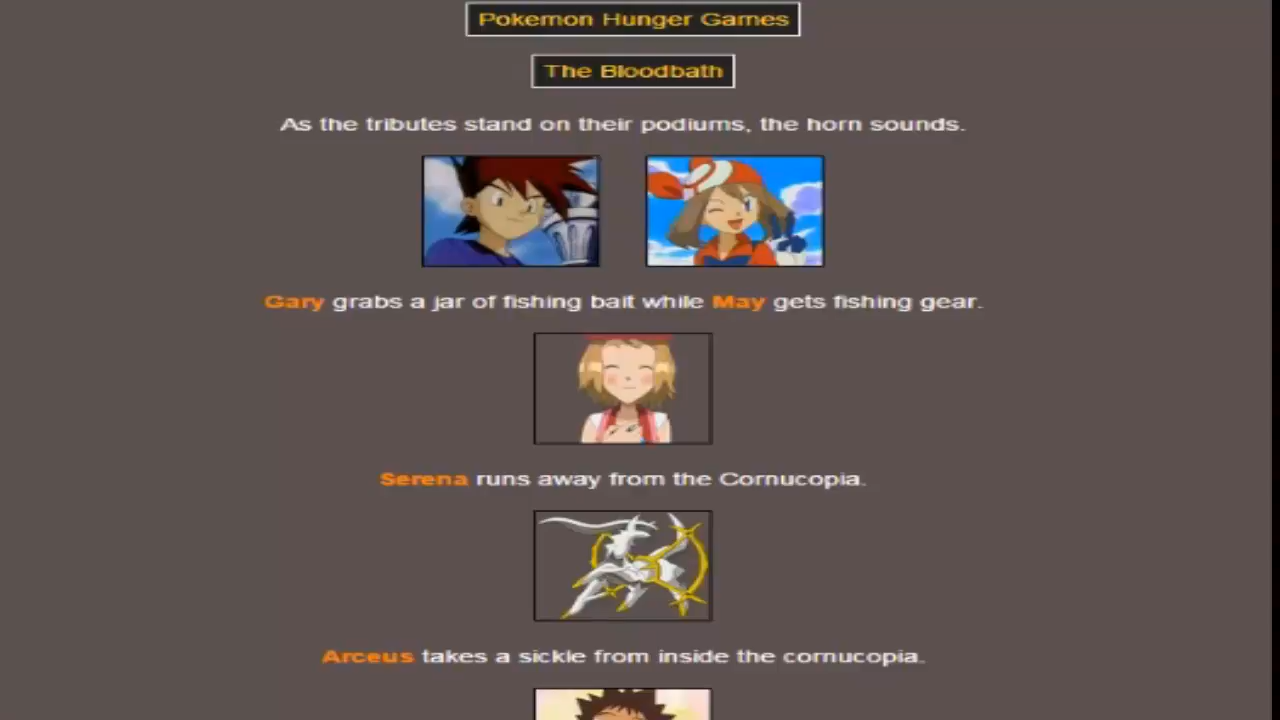 Pokemon Hunger Games
The Bloodbath
As the tributes stand on their podiums, the horn sounds.
Gary grabs a jar of fishing bait while May gets fishing gear.
Serena runs away from the Cornucopia.
Arceus takes a sickle from inside the cornucopia.